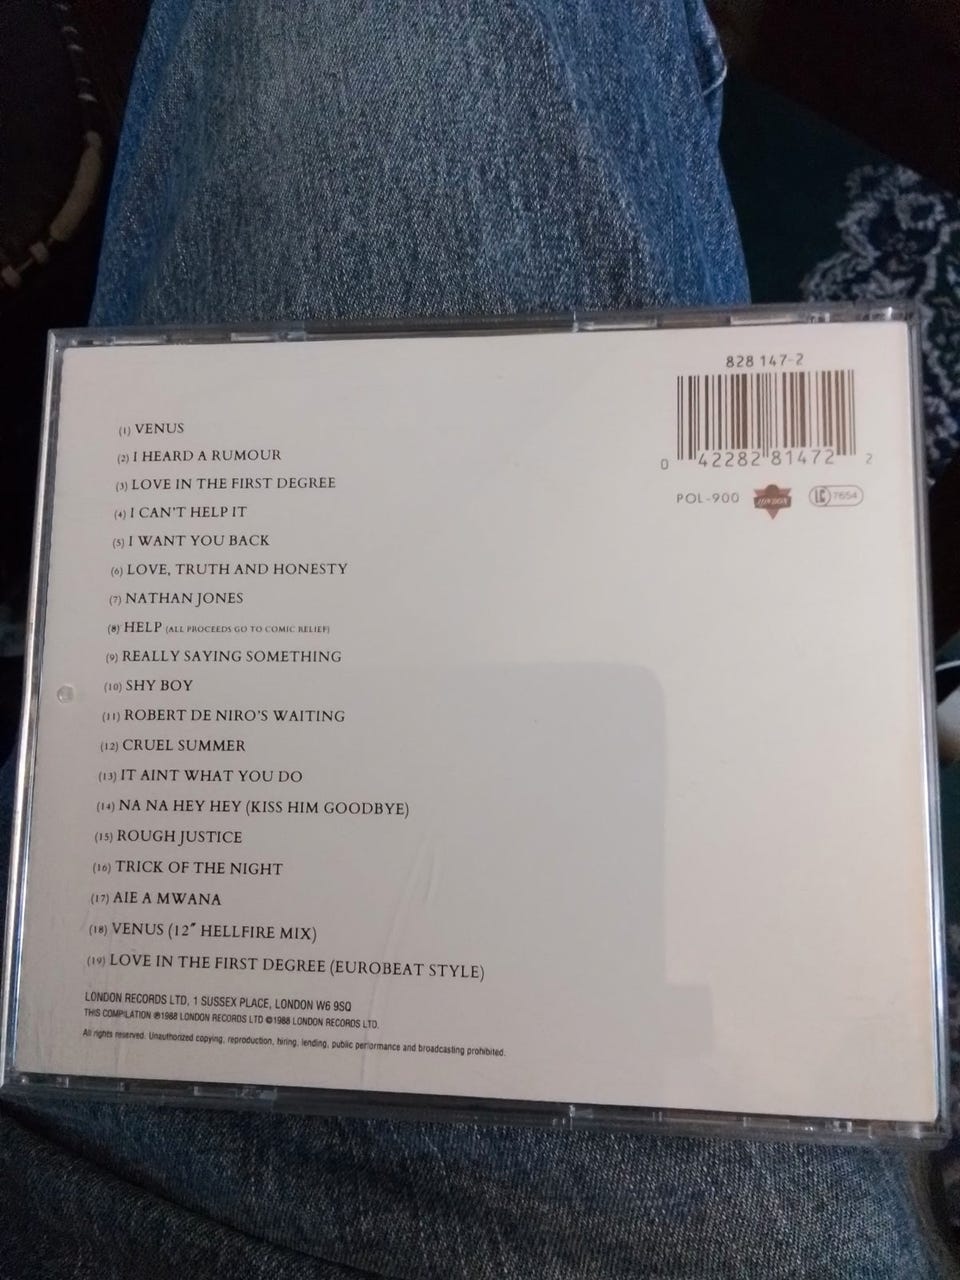 828 147-2
0 42282 81472 2
POL-900 LONDON LC 7654
(1) VENUS
(2) I HEARD A RUMOUR
(3) LOVE IN THE FIRST DEGREE
(4) I CAN'T HELP IT
(5) I WANT YOU BACK
(6) LOVE, TRUTH AND HONESTY
(7) NATHAN JONES
(8) HELP (ALL PROCEEDS GO TO COMIC RELIEF)
(9) REALLY SAYING SOMETHING
(10) SHY BOY
(11) ROBERT DE NIRO'S WAITING
(12) CRUEL SUMMER
(13) IT AINT WHAT YOU DO
(14) NA NA HEY HEY (KISS HIM GOODBYE)
(15) ROUGH JUSTICE
(16) TRICK OF THE NIGHT
(17) AIE A MWANA
(18) VENUS (12″ HELLFIRE MIX)
(19) LOVE IN THE FIRST DEGREE (EUROBEAT STYLE)
LONDON RECORDS LTD, 1 SUSSEX PLACE, LONDON W6 9SQ
THIS COMPILATION ℗1988 LONDON RECORDS LTD ©1988 LONDON RECORDS LTD.
All rights reserved. Unauthorized copying, reproduction, hiring, lending, public performance and broadcasting prohibited.